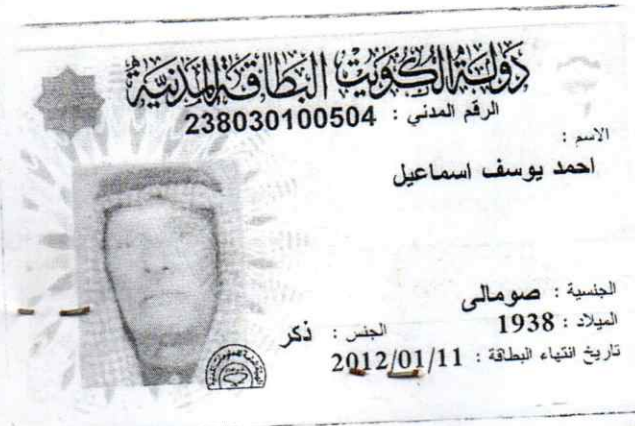 دولة الكويت البطاقة المدنية
الرقم المدني : 238030100504
الاسم :
احمد يوسف اسماعيل
الجنسية : صومالى
الميلاد : 1938 الجنس : ذكر
تاريخ انتهاء البطاقة : 2012/01/11